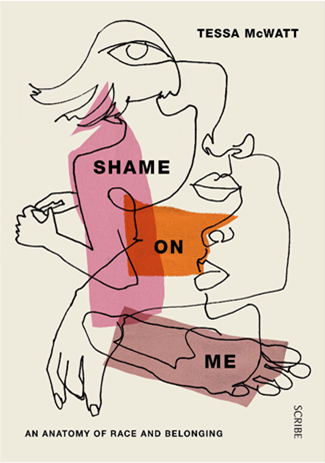 TESSA McWATT
SHAME
ON
ME
AN ANATOMY OF RACE AND BELONGING
SCRIBE